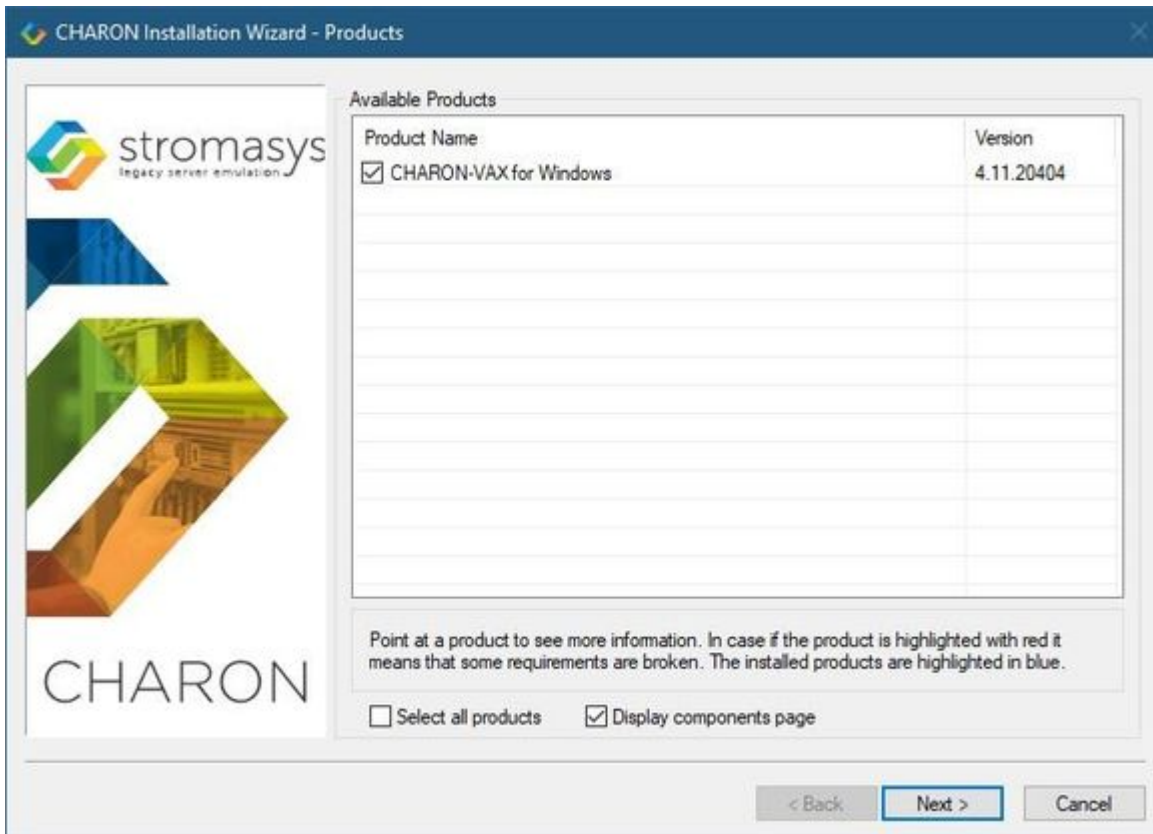 CHARON Installation Wizard - Products
stromasys
legacy server emulation
Available Products
Product Name Version
CHARON-VAX for Windows 4.11.20404
Point at a product to see more information. In case if the product is highlighted with red it
means that some requirements are broken. The installed products are highlighted in blue.
CHARON
Select all products Display components page
< Back Next > Cancel